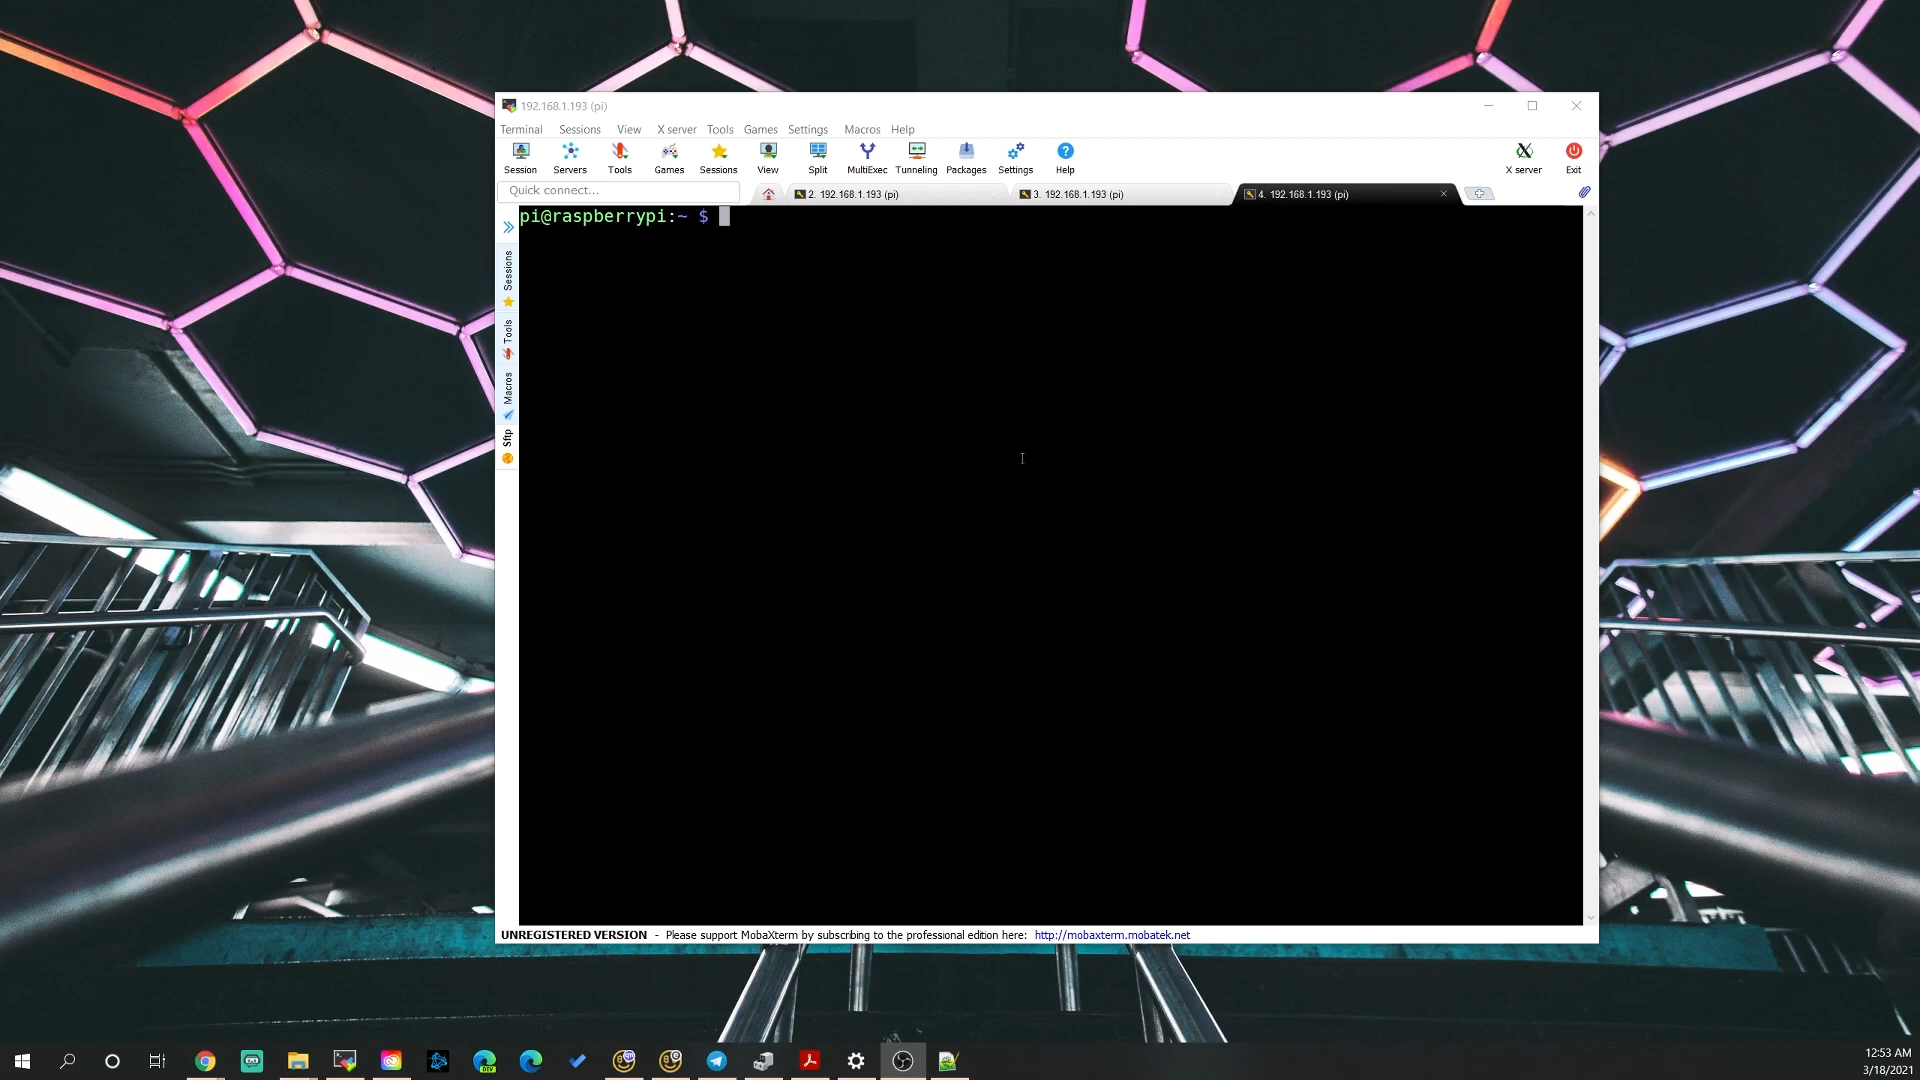 192.168.1.193 (pi)
Terminal Sessions View X server Tools Games Settings Macros Help
Session Servers Tools Games Sessions View Split MultiExec Tunneling Packages Settings Help X server Exit
Quick connect... 2. 192.168.1.193 (pi) 3. 192.168.1.193 (pi) 4. 192.168.1.193 (pi)
pi@raspberrypi:~ $
Sessions
Tools
Macros
Sftp
UNREGISTERED VERSION - Please support MobaXterm by subscribing to the professional edition here: http://mobaxterm.mobatek.net
DEV
12:53 AM
3/18/2021